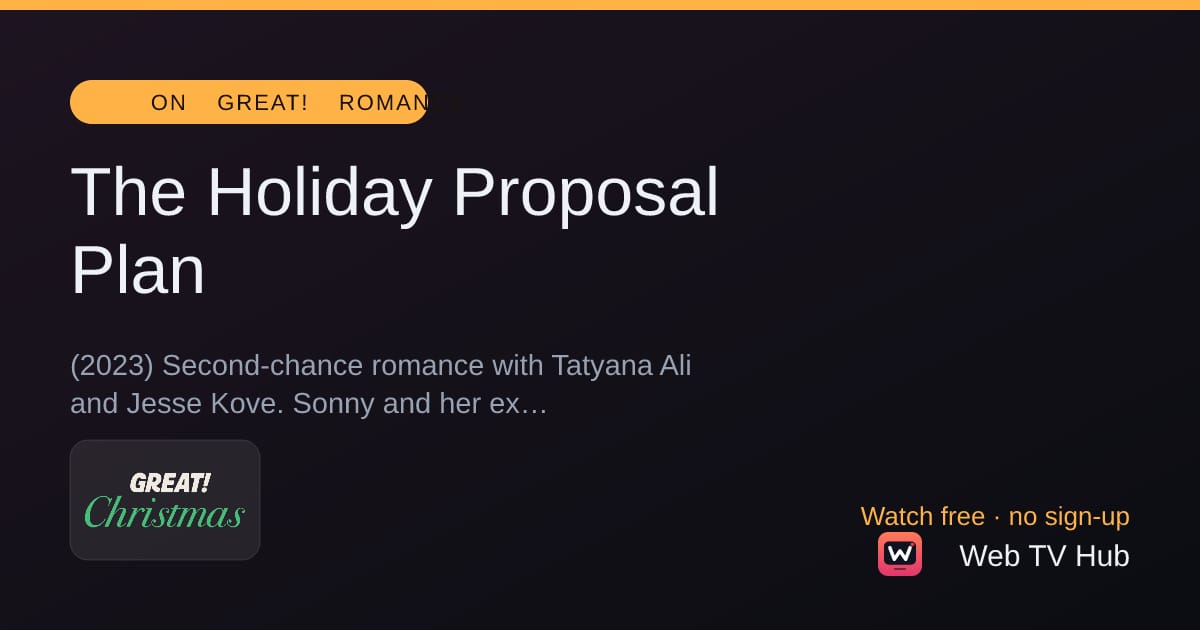 ON GREAT! ROMAN
The Holiday Proposal
Plan
(2023) Second-chance romance with Tatyana Ali
and Jesse Kove. Sonny and her ex…
GREAT!
Christmas
Watch free · no sign-up
W
Web TV Hub